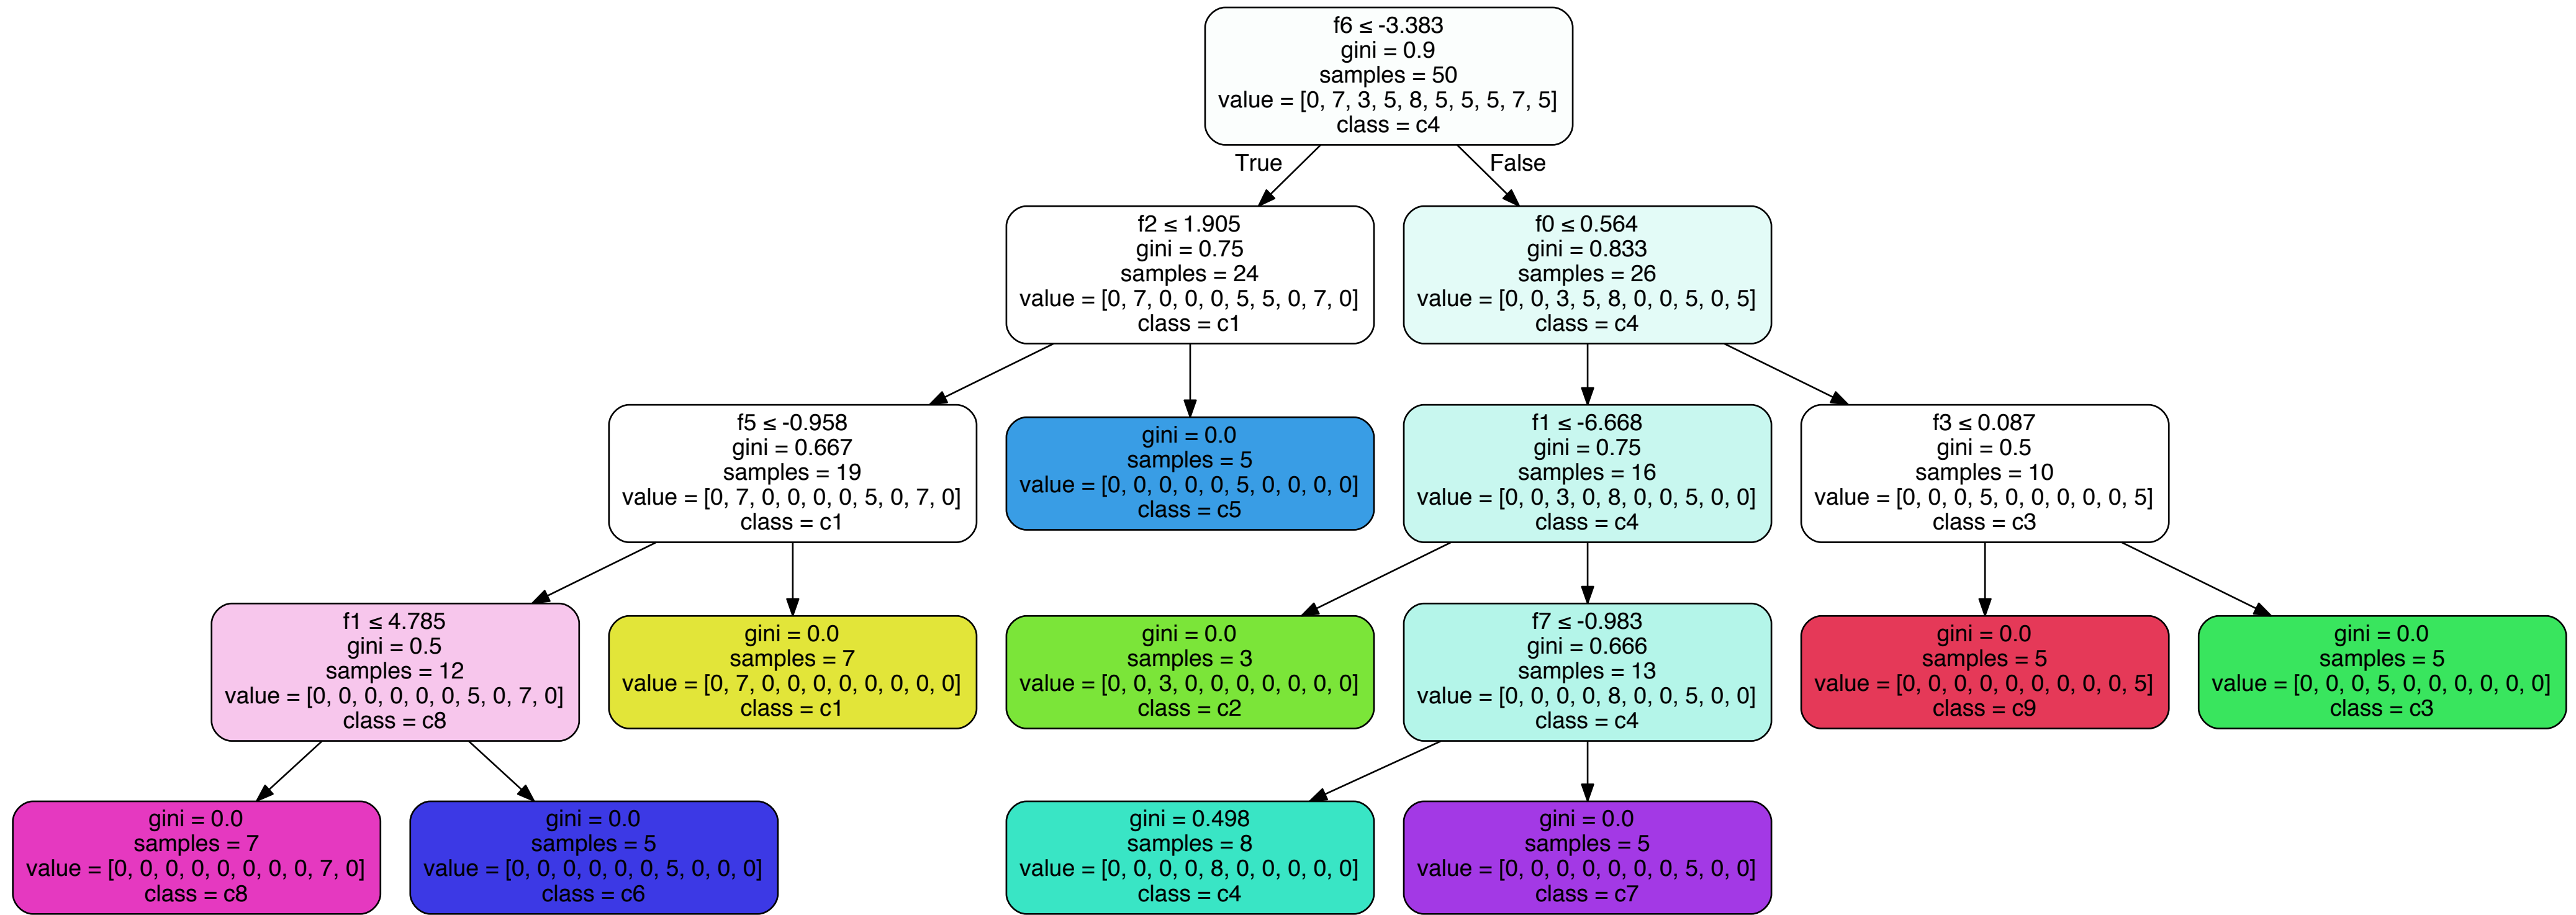 f6 ≤ -3.383
gini = 0.9
samples = 50
value = [0, 7, 3, 5, 8, 5, 5, 5, 7, 5]
class = c4
True
False
f2 ≤ 1.905
gini = 0.75
samples = 24
value = [0, 7, 0, 0, 0, 5, 5, 0, 7, 0]
class = c1
f0 ≤ 0.564
gini = 0.833
samples = 26
value = [0, 0, 3, 5, 8, 0, 0, 5, 0, 5]
class = c4
f5 ≤ -0.958
gini = 0.667
samples = 19
value = [0, 7, 0, 0, 0, 0, 5, 0, 7, 0]
class = c1
gini = 0.0
samples = 5
value = [0, 0, 0, 0, 0, 5, 0, 0, 0, 0]
class = c5
f1 ≤ -6.668
gini = 0.75
samples = 16
value = [0, 0, 3, 0, 8, 0, 0, 5, 0, 0]
class = c4
f3 ≤ 0.087
gini = 0.5
samples = 10
value = [0, 0, 0, 5, 0, 0, 0, 0, 0, 5]
class = c3
f1 ≤ 4.785
gini = 0.5
samples = 12
value = [0, 0, 0, 0, 0, 0, 5, 0, 7, 0]
class = c8
gini = 0.0
samples = 7
value = [0, 7, 0, 0, 0, 0, 0, 0, 0, 0]
class = c1
gini = 0.0
samples = 3
value = [0, 0, 3, 0, 0, 0, 0, 0, 0, 0]
class = c2
f7 ≤ -0.983
gini = 0.666
samples = 13
value = [0, 0, 0, 0, 8, 0, 0, 5, 0, 0]
class = c4
gini = 0.0
samples = 5
value = [0, 0, 0, 0, 0, 0, 0, 0, 0, 5]
class = c9
gini = 0.0
samples = 5
value = [0, 0, 0, 5, 0, 0, 0, 0, 0, 0]
class = c3
gini = 0.0
samples = 7
value = [0, 0, 0, 0, 0, 0, 0, 0, 7, 0]
class = c8
gini = 0.0
samples = 5
value = [0, 0, 0, 0, 0, 0, 5, 0, 0, 0]
class = c6
gini = 0.498
samples = 8
value = [0, 0, 0, 0, 8, 0, 0, 0, 0, 0]
class = c4
gini = 0.0
samples = 5
value = [0, 0, 0, 0, 0, 0, 0, 5, 0, 0]
class = c7